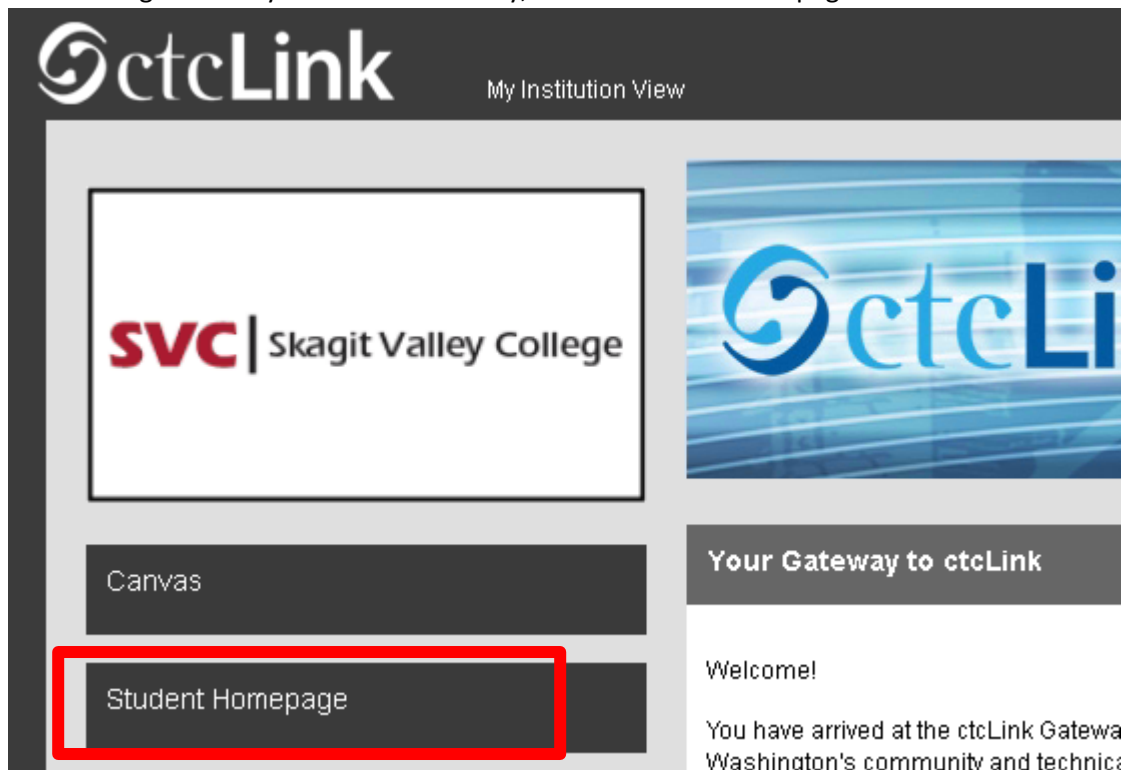 ctcLink
My Institution View
SVC | Skagit Valley College
ctcLi
Canvas
Student Homepage
Your Gateway to ctcLink
Welcome!
You have arrived at the ctcLink Gatewa
Washington's community and technica